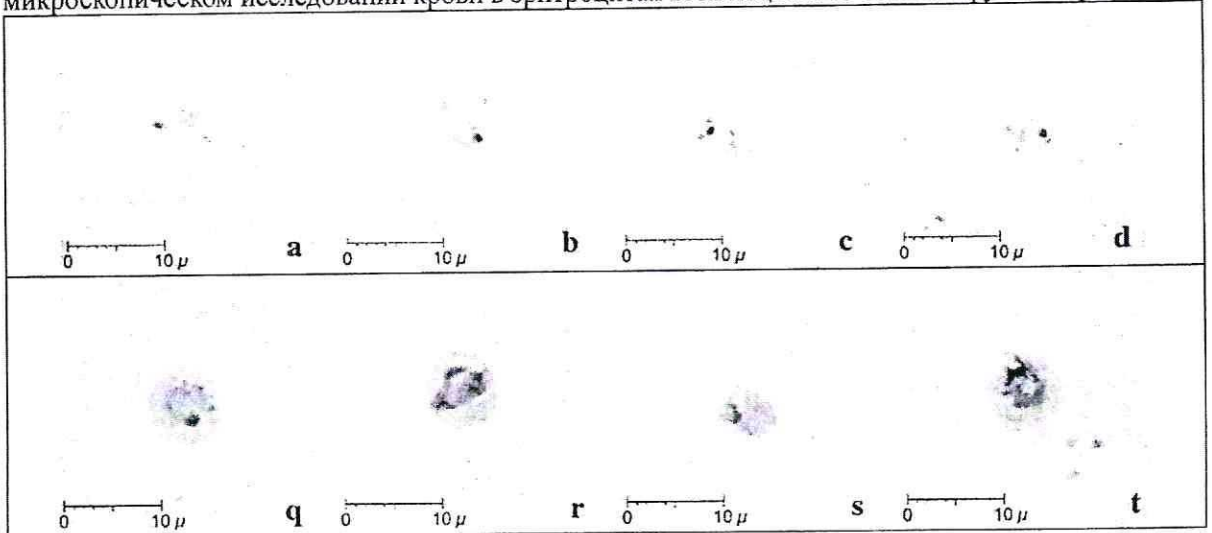 микроскопическом исследовании крови в эритроцитах
0 10 μ a 0 10 μ b 0 10 μ c 0 10 μ d
0 10 μ q 0 10 μ r 0 10 μ s 0 10 μ t